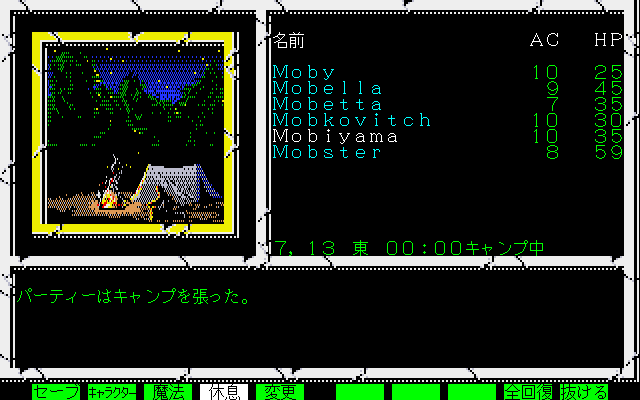 名前 AC HP
Moby 10 25
Mobella 9 45
Mobetta 7 35
Mobkovitch 10 30
Mobiyama 10 35
Mobster 8 59
7, 13 東 00:00キャンプ中
パーティーはキャンプを張った。
セーブ キャラクター 魔法 休息 変更 全回復 抜ける